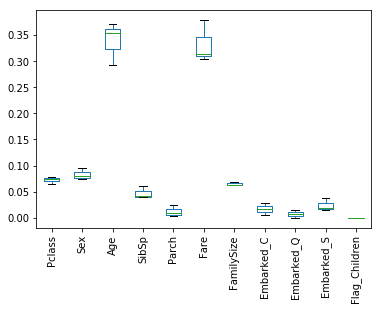 0.35
0.30
0.25
0.20
0.15
0.10
0.05
0.00
Pclass
Sex
Age
SibSp
Parch
Fare
FamilySize
Embarked_C
Embarked_Q
Embarked_S
Flag_Children